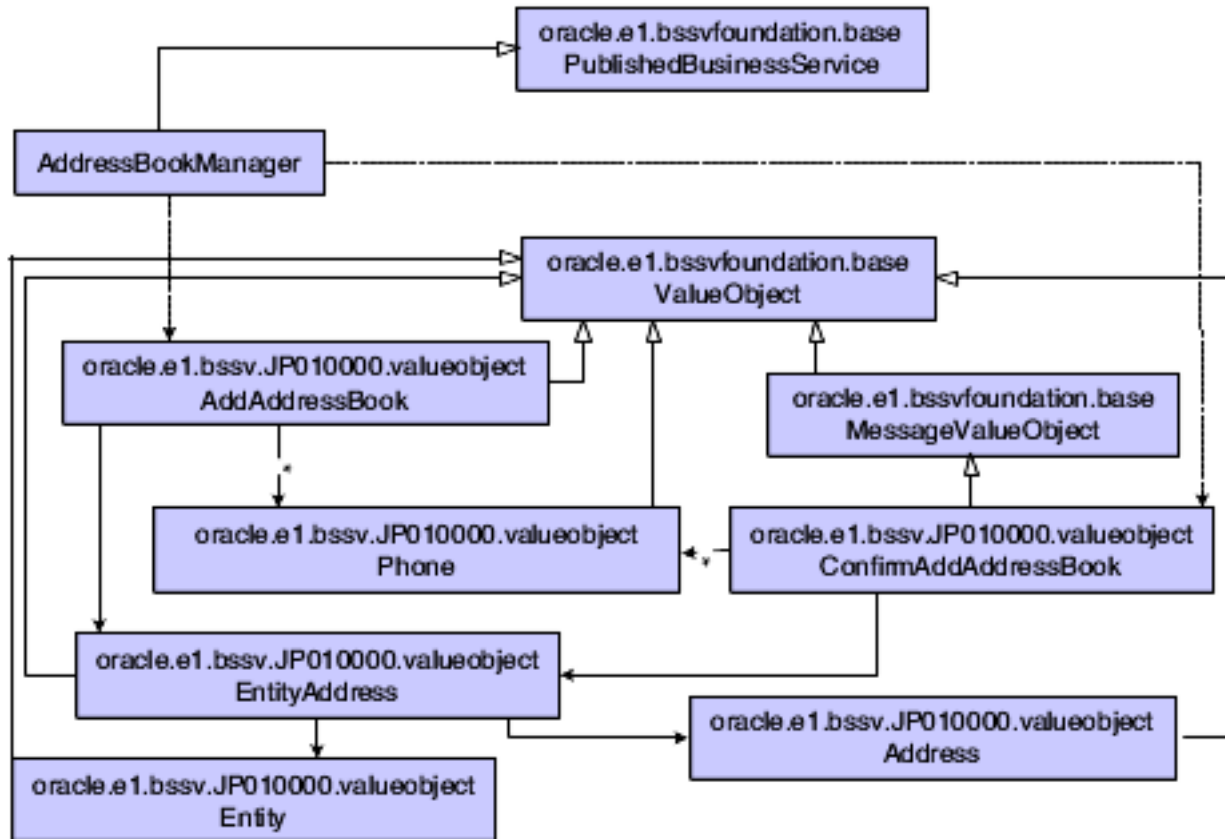 oracle.e1.bssvfoundation.base
PublishedBusinessService
AddressBookManager
oracle.e1.bssvfoundation.base
ValueObject
oracle.e1.bssv.JP010000.valueobject
AddAddressBook
oracle.e1.bssvfoundation.base
MessageValueObject
*
oracle.e1.bssv.JP010000.valueobject
Phone
*
oracle.e1.bssv.JP010000.valueobject
ConfirmAddAddressBook
oracle.e1.bssv.JP010000.valueobject
EntityAddress
oracle.e1.bssv.JP010000.valueobject
Address
oracle.e1.bssv.JP010000.valueobject
Entity